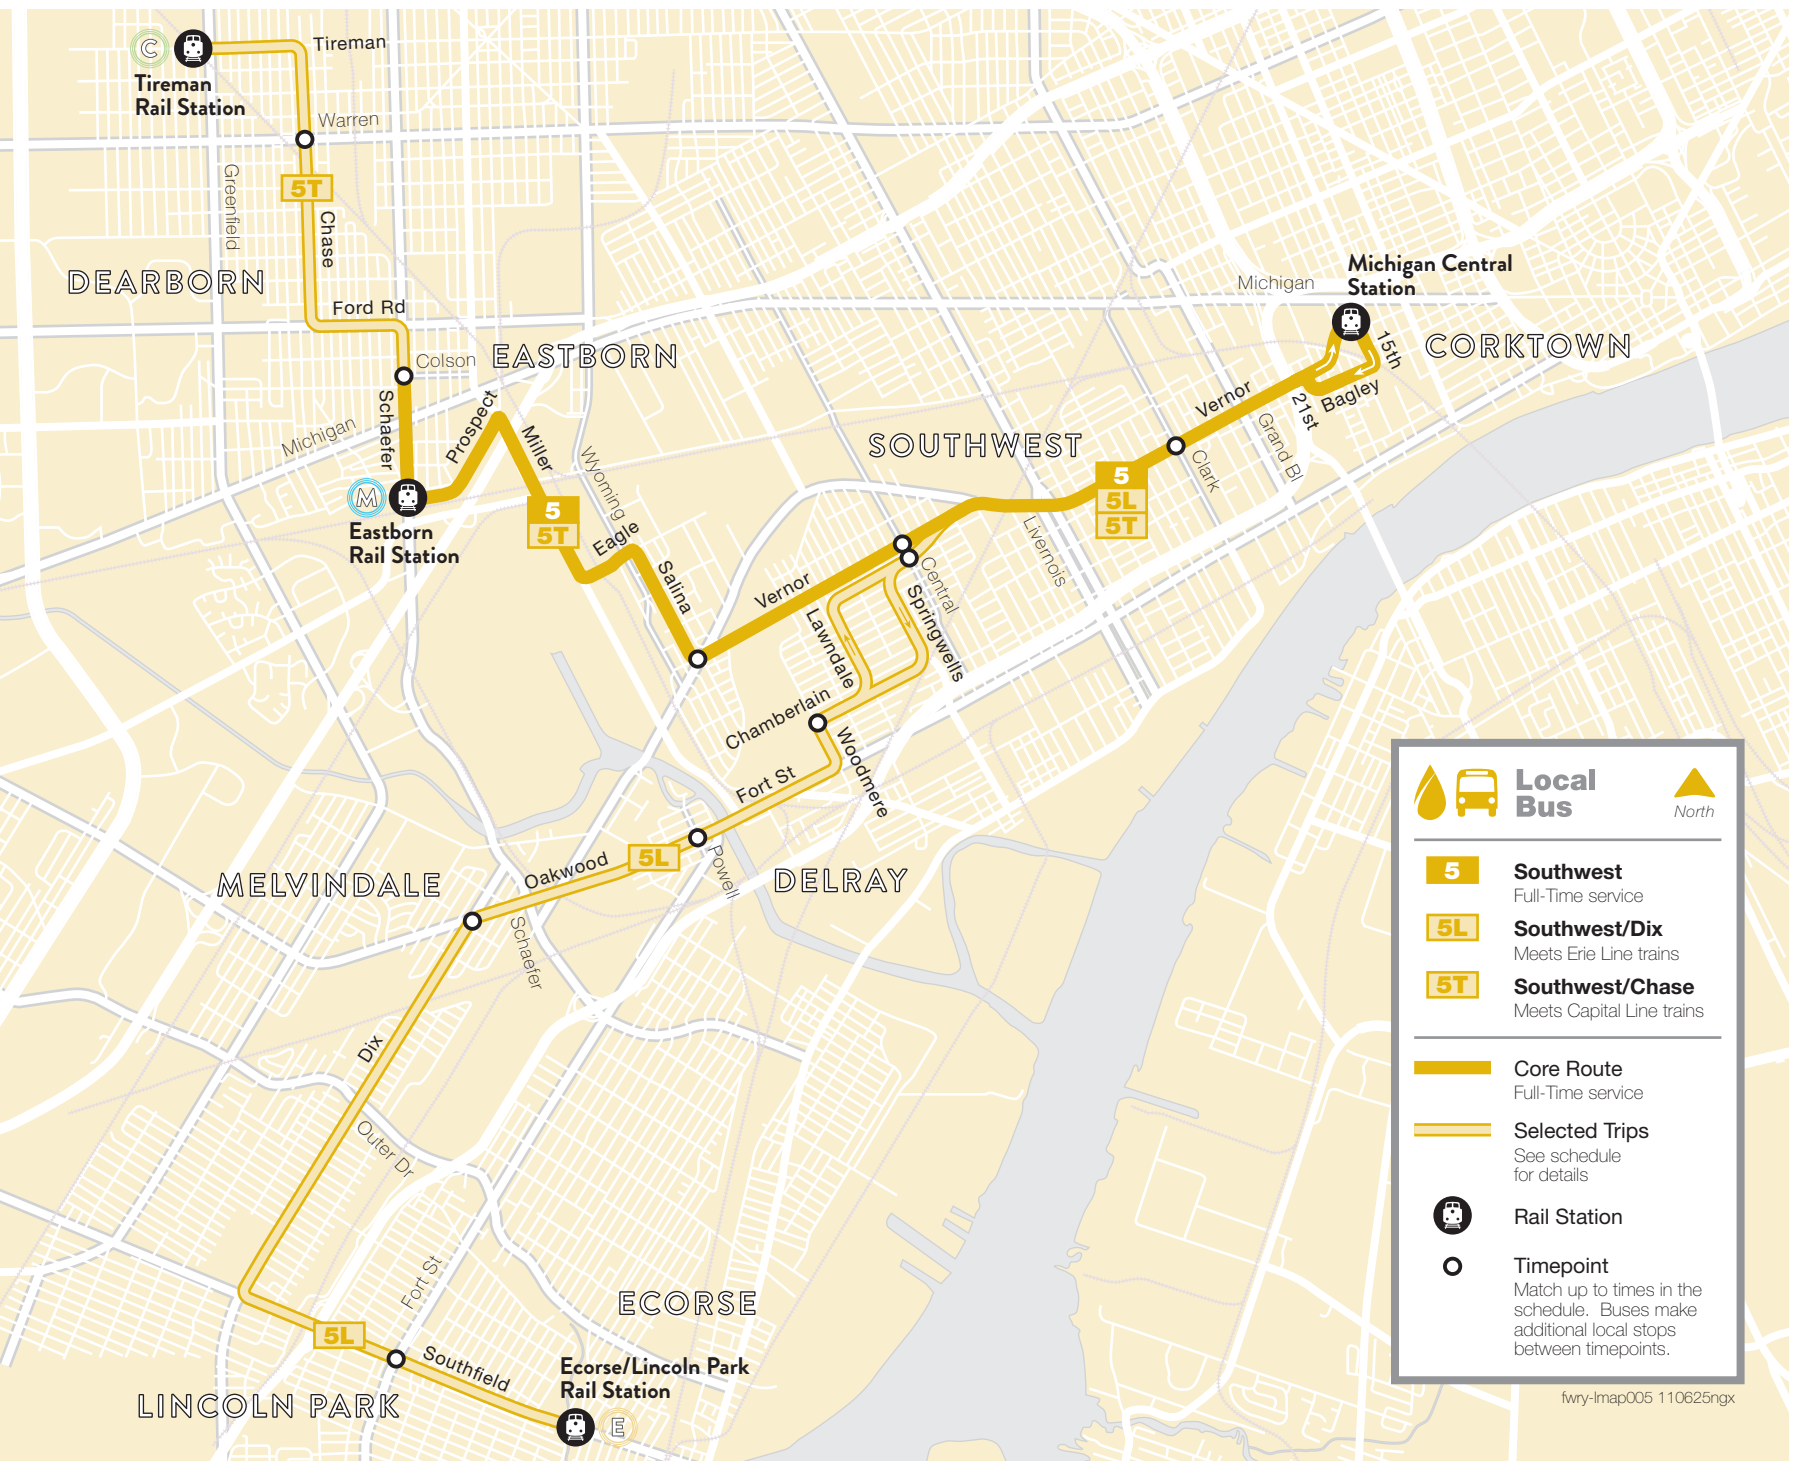 C
Tireman
Rail Station
Tireman
Warren
5T
Greenfield
Chase
DEARBORN
Ford Rd
Colson
EASTBORN
Schaefer
Michigan
Prospect
Miller
Wyoming
M
Eastborn
Rail Station
5
5T
Eagle
Salina
Vernor
SOUTHWEST
5
5L
5T
Livernois
Central
Springwells
Lawndale
Clark
Vernor
Grand Bl
21st
Bagley
15th
Michigan
Michigan Central
Station
CORKTOWN
Chamberlain
Woodmere
Fort St
Powell
5L
Oakwood
DELRAY
MELVINDALE
Schaefer
Dix
Outer Dr
Fort St
ECORSE
5L
Southfield
LINCOLN PARK
Ecorse/Lincoln Park
Rail Station
E
Local
Bus
North
5
Southwest
Full-Time service
5L
Southwest/Dix
Meets Erie Line trains
5T
Southwest/Chase
Meets Capital Line trains
Core Route
Full-Time service
Selected Trips
See schedule
for details
Rail Station
Timepoint
Match up to times in the
schedule. Buses make
additional local stops
between timepoints.
fwry-lmap005 110625ngx